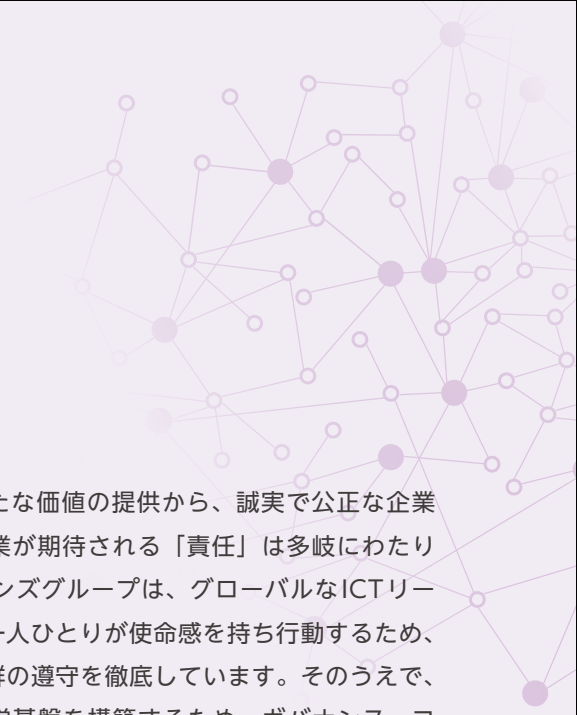 たな価値の提供から、誠実で公正な企業
業が期待される「責任」は多岐にわたり
ンズグループは、グローバルなICTリー
一人ひとりが使命感を持ち行動するため、
の遵守を徹底しています。そのうえで、